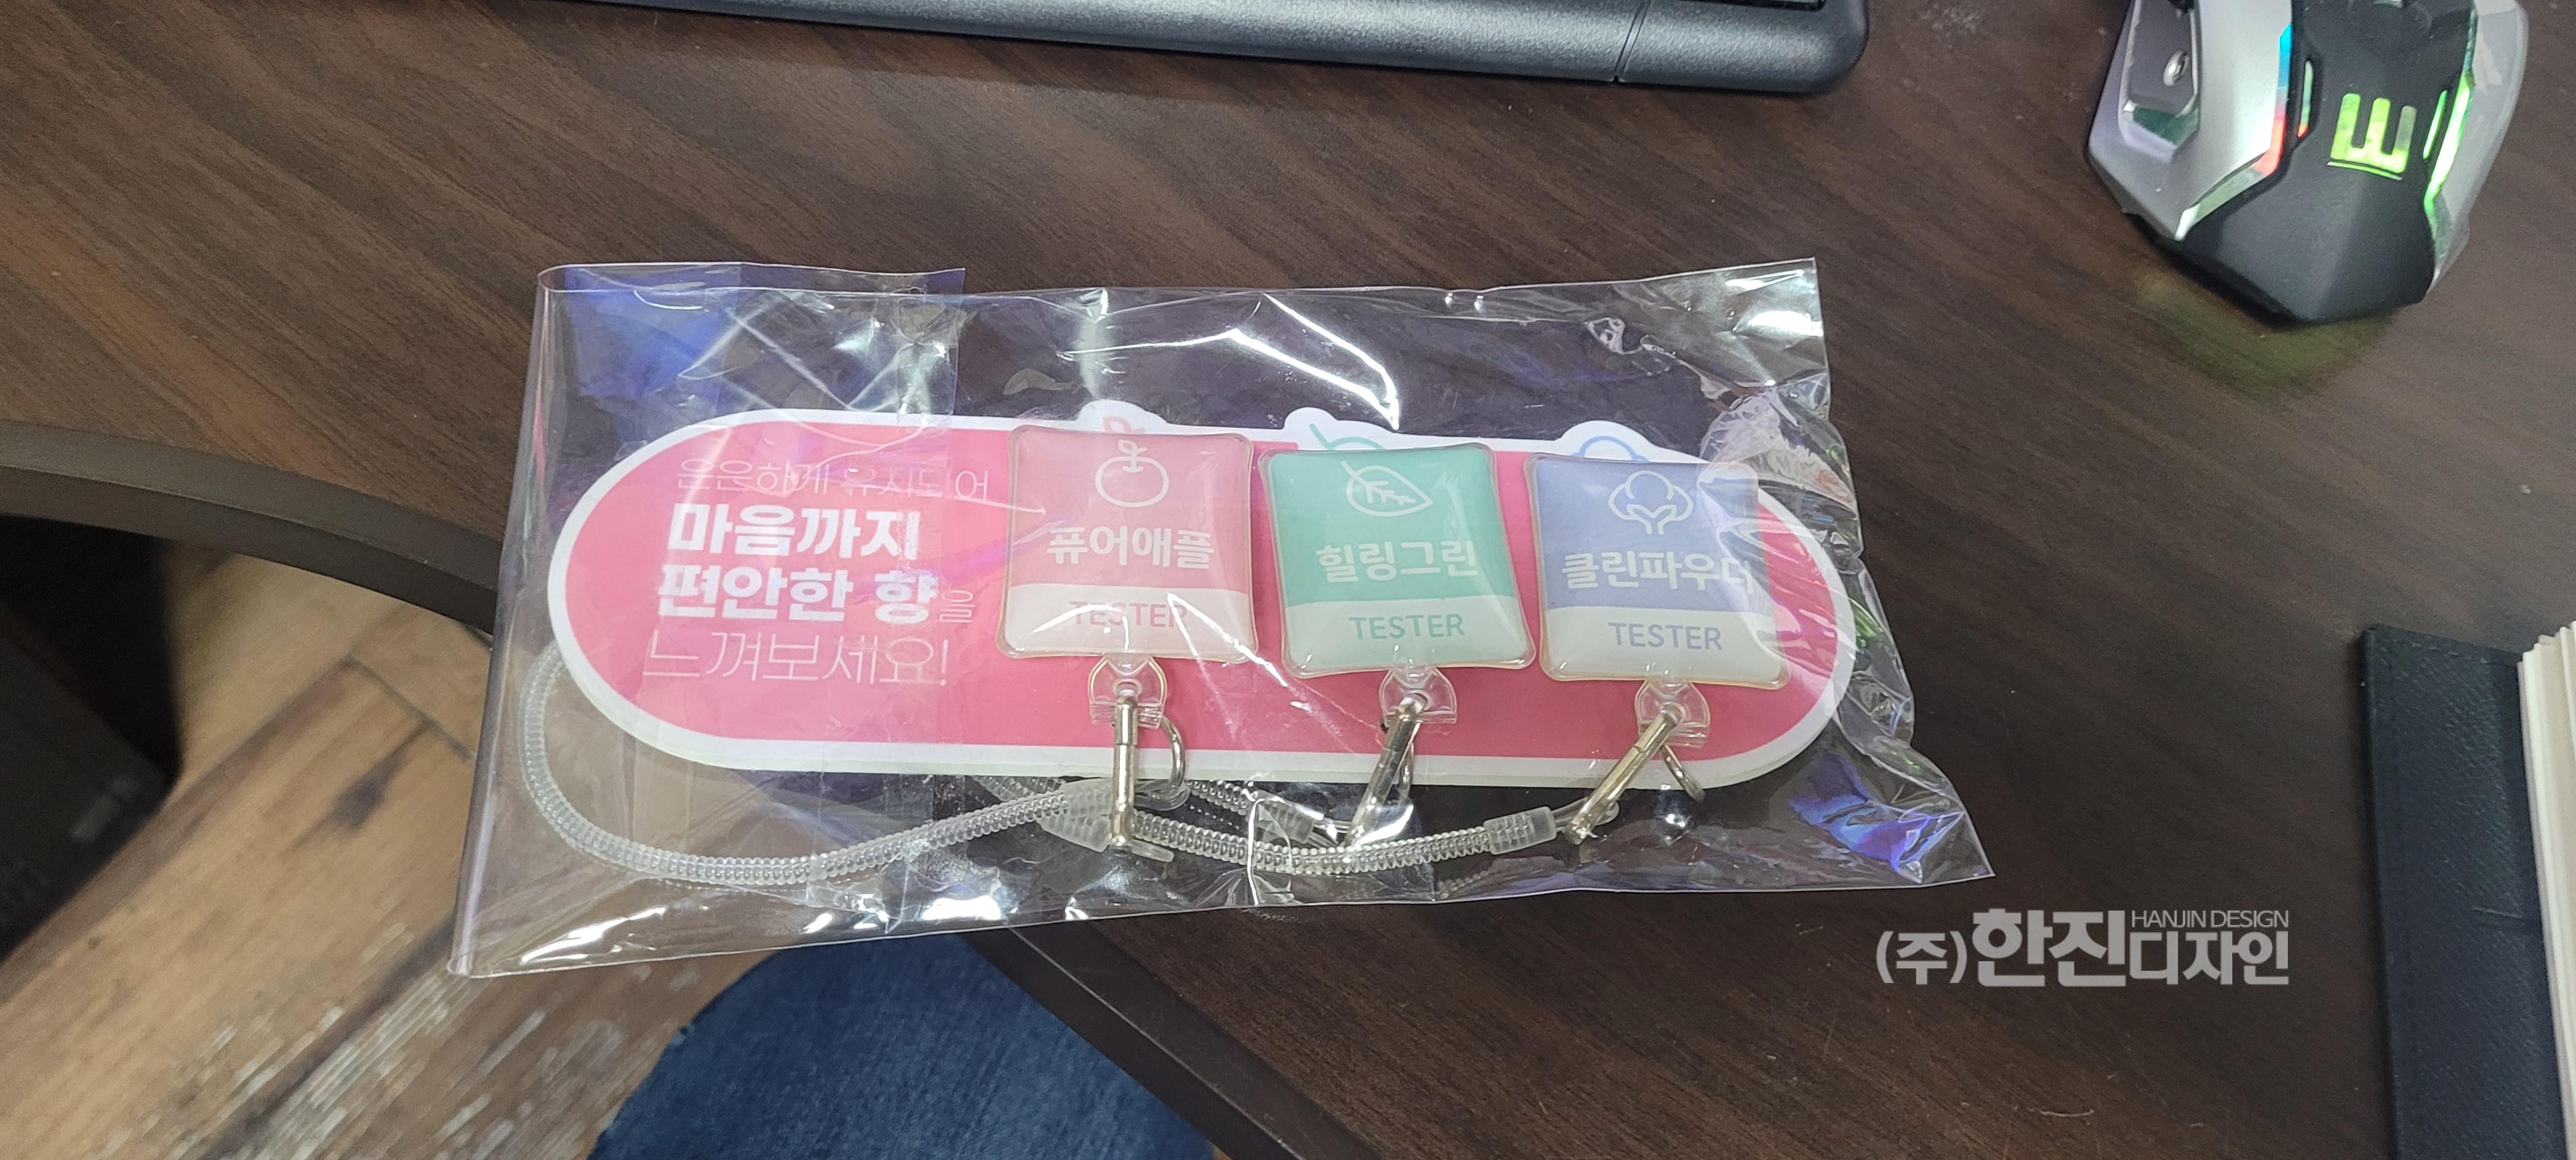 은은하게 유지되어
마음까지
편안한 향을
느껴보세요!
퓨어애플
TESTER
힐링그린
TESTER
클린파우더
TESTER
(주)한진디자인
HANJIN DESIGN